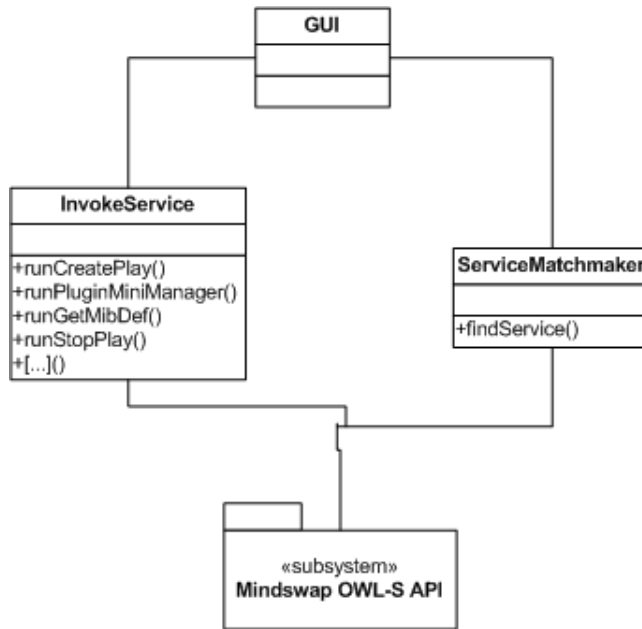 GUI
InvokeService
+runCreatePlay()
+runPluginMiniManager()
+runGetMibDef()
+runStopPlay()
+[...]()
ServiceMatchmaker
+findService()
«subsystem»
Mindswap OWL-S API